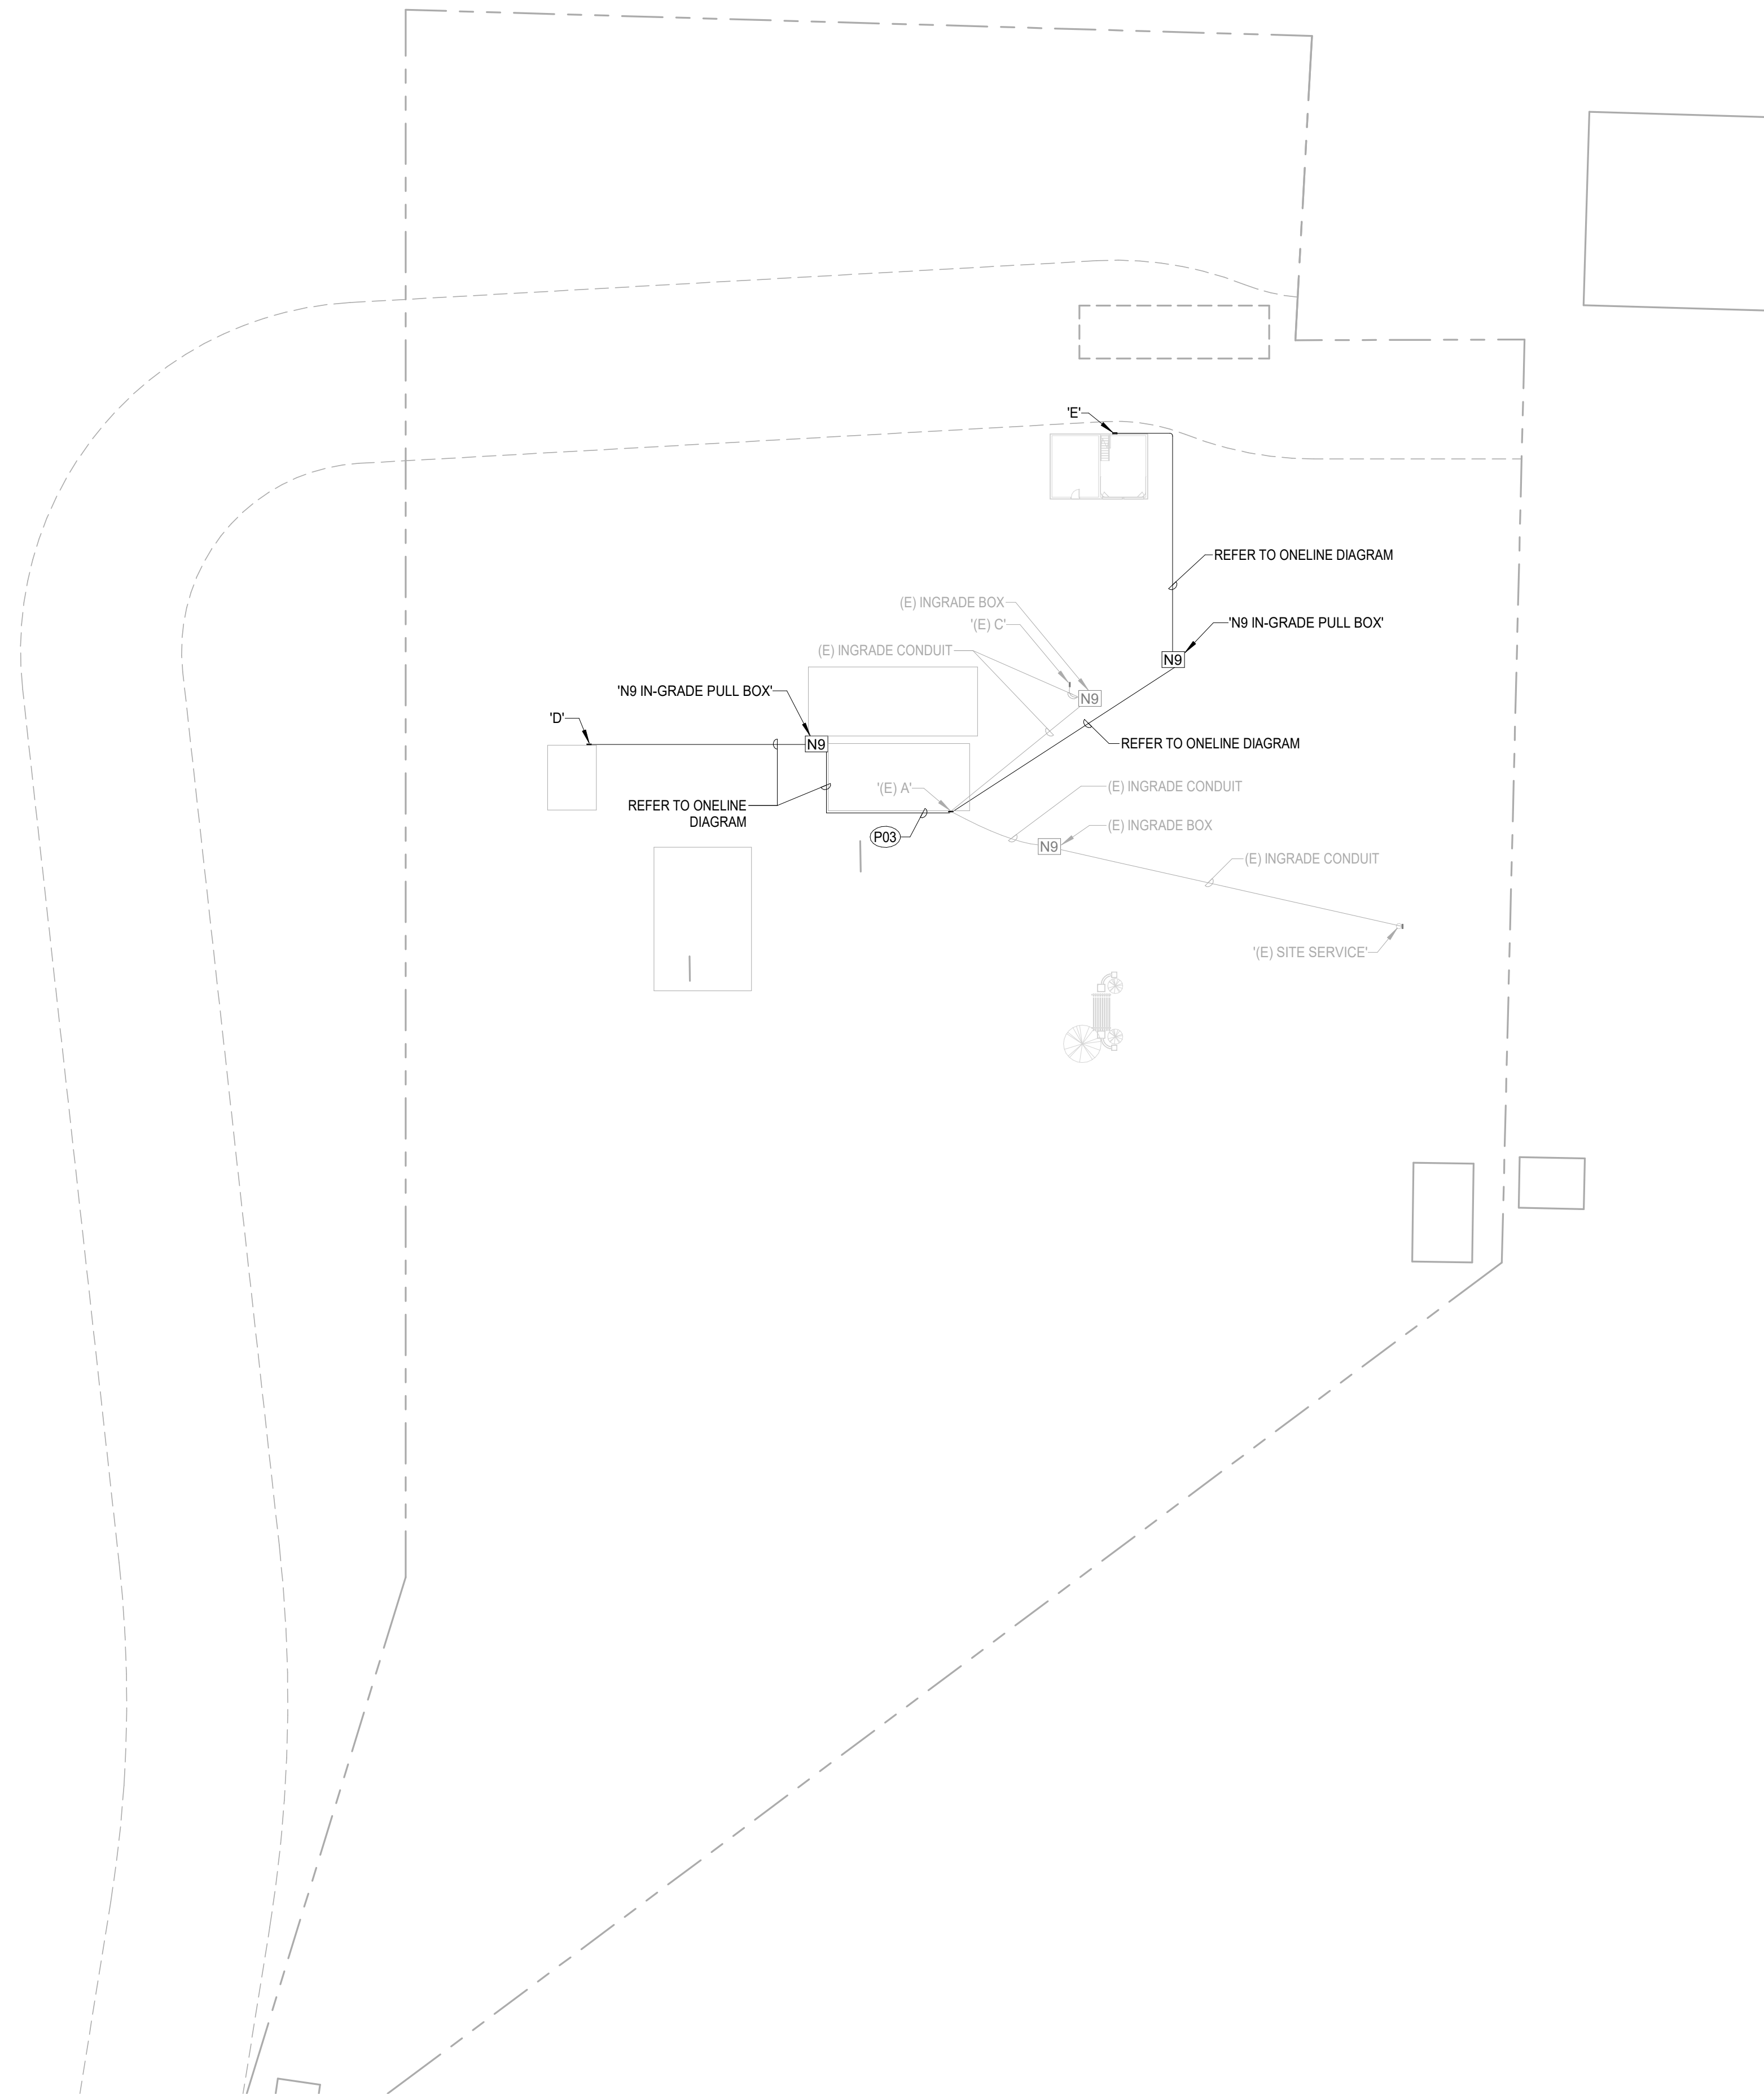 'E'
REFER TO ONELINE DIAGRAM
(E) INGRADE BOX
'(E) C'
'N9 IN-GRADE PULL BOX'
(E) INGRADE CONDUIT
N9
'N9 IN-GRADE PULL BOX'
N9
'D'
N9
REFER TO ONELINE DIAGRAM
'(E) A'
(E) INGRADE CONDUIT
REFER TO ONELINE
DIAGRAM
P03
(E) INGRADE BOX
N9
(E) INGRADE CONDUIT
'(E) SITE SERVICE'